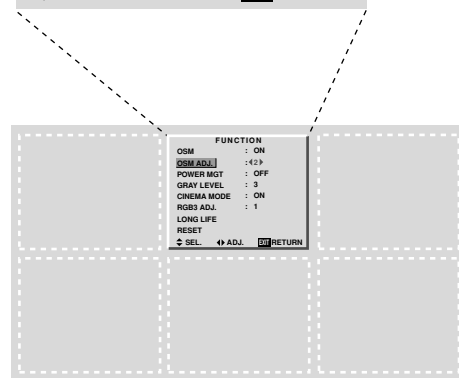 FUNCTION
OSM : ON
OSM ADJ. : ◀2▶
POWER MGT : OFF
GRAY LEVEL : 3
CINEMA MODE : ON
RGB3 ADJ. : 1
LONG LIFE
RESET
SEL. ADJ. EXIT RETURN